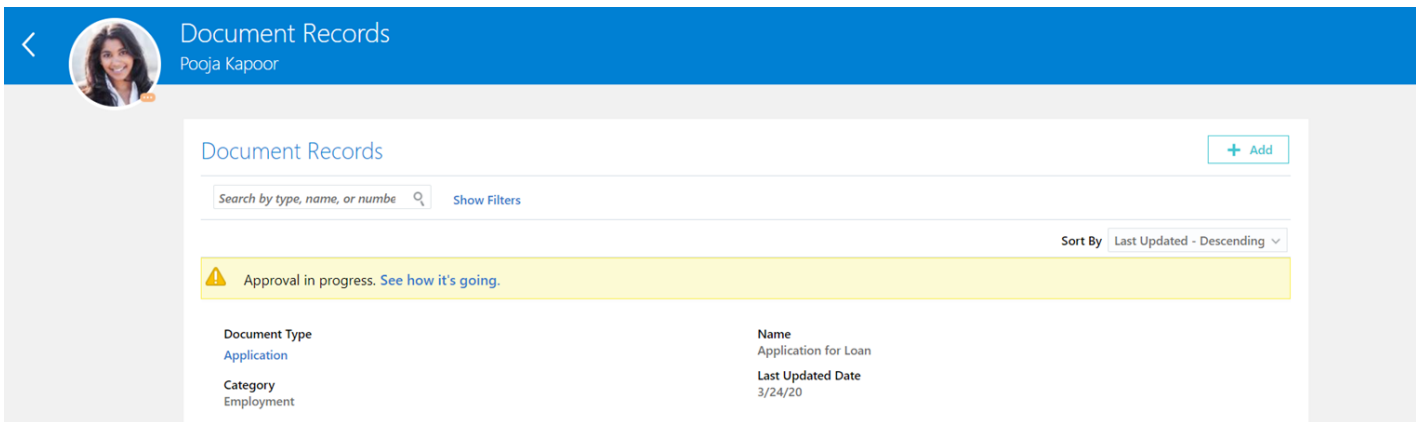 Document Records
Pooja Kapoor
Document Records
+ Add
Search by type, name, or numbe
Show Filters
Sort By Last Updated - Descending
Approval in progress. See how it's going.
Document Type
Application
Name
Application for Loan
Category
Employment
Last Updated Date
3/24/20